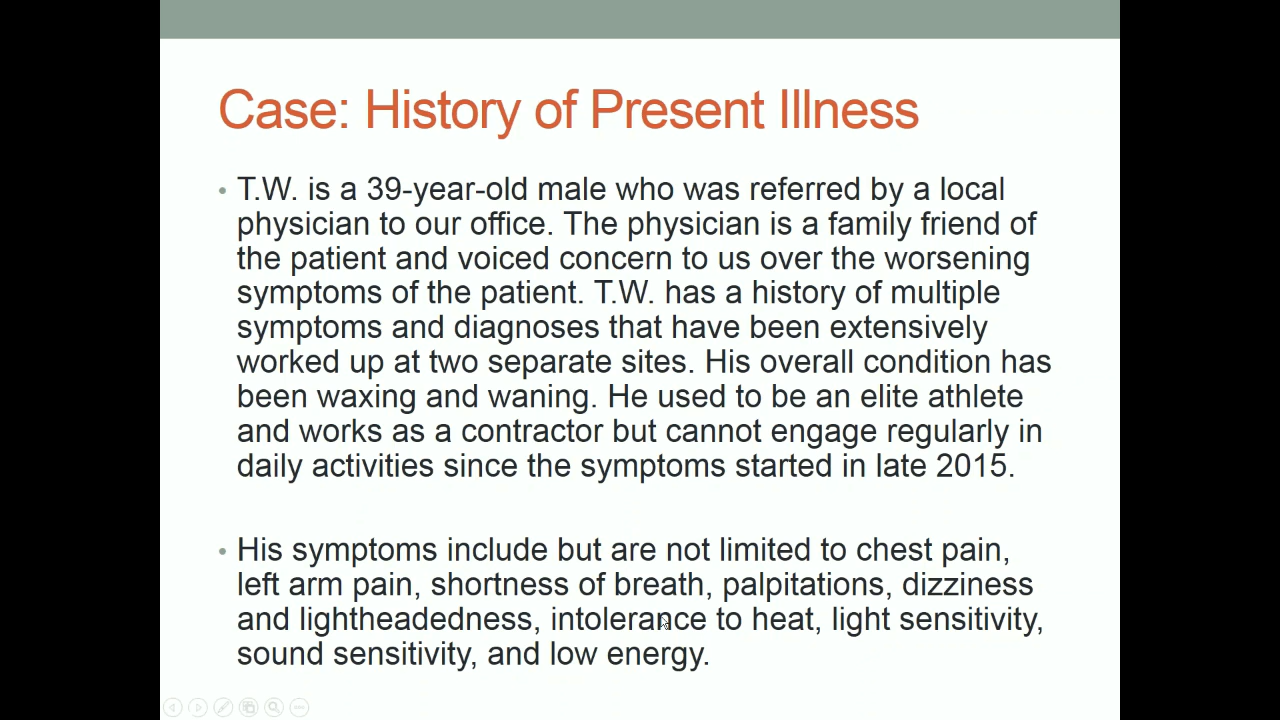 Case: History of Present Illness
• T.W. is a 39-year-old male who was referred by a local
physician to our office. The physician is a family friend of
the patient and voiced concern to us over the worsening
symptoms of the patient. T.W. has a history of multiple
symptoms and diagnoses that have been extensively
worked up at two separate sites. His overall condition has
been waxing and waning. He used to be an elite athlete
and works as a contractor but cannot engage regularly in
daily activities since the symptoms started in late 2015.
• His symptoms include but are not limited to chest pain,
left arm pain, shortness of breath, palpitations, dizziness
and lightheadedness, intolerance to heat, light sensitivity,
sound sensitivity, and low energy.